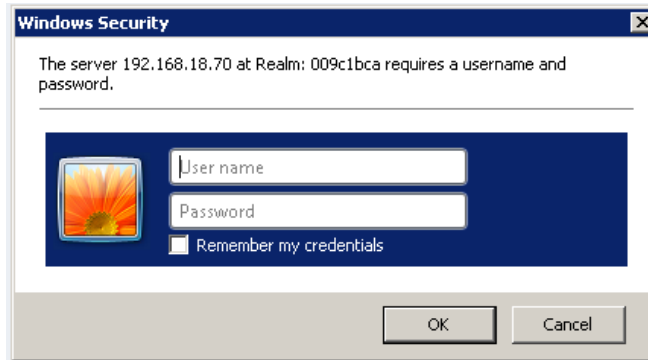 Windows Security
The server 192.168.18.70 at Realm: 009c1bca requires a username and
password.
User name
Password
Remember my credentials
OK
Cancel